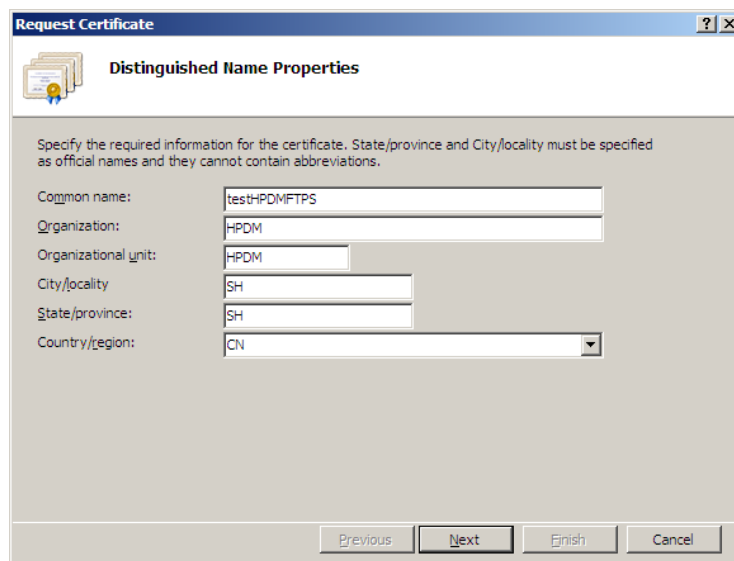 Request Certificate
Distinguished Name Properties
Specify the required information for the certificate. State/province and City/locality must be specified
as official names and they cannot contain abbreviations.
Common name: testHPDMFTPS
Organization: HPDM
Organizational unit: HPDM
City/locality SH
State/province: SH
Country/region: CN
Previous Next Finish Cancel